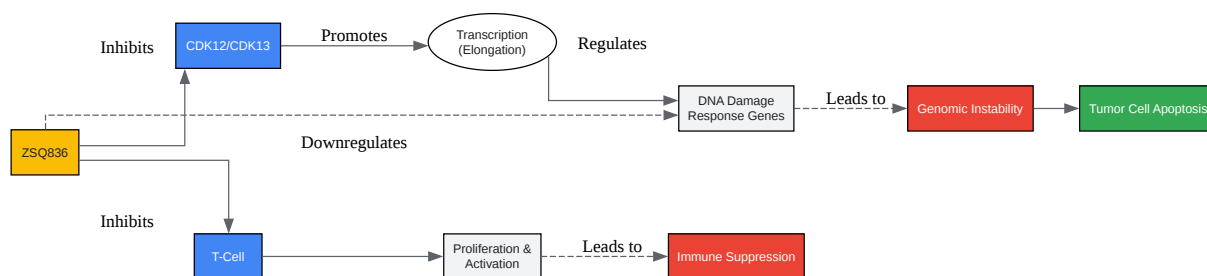 Inhibits
CDK12/CDK13
Promotes
Transcription
(Elongation)
Regulates
DNA Damage
Response Genes
Leads to
Genomic Instability
Tumor Cell Apoptosis
ZSQ836
Downregulates
Inhibits
T-Cell
Proliferation &
Activation
Leads to
Immune Suppression